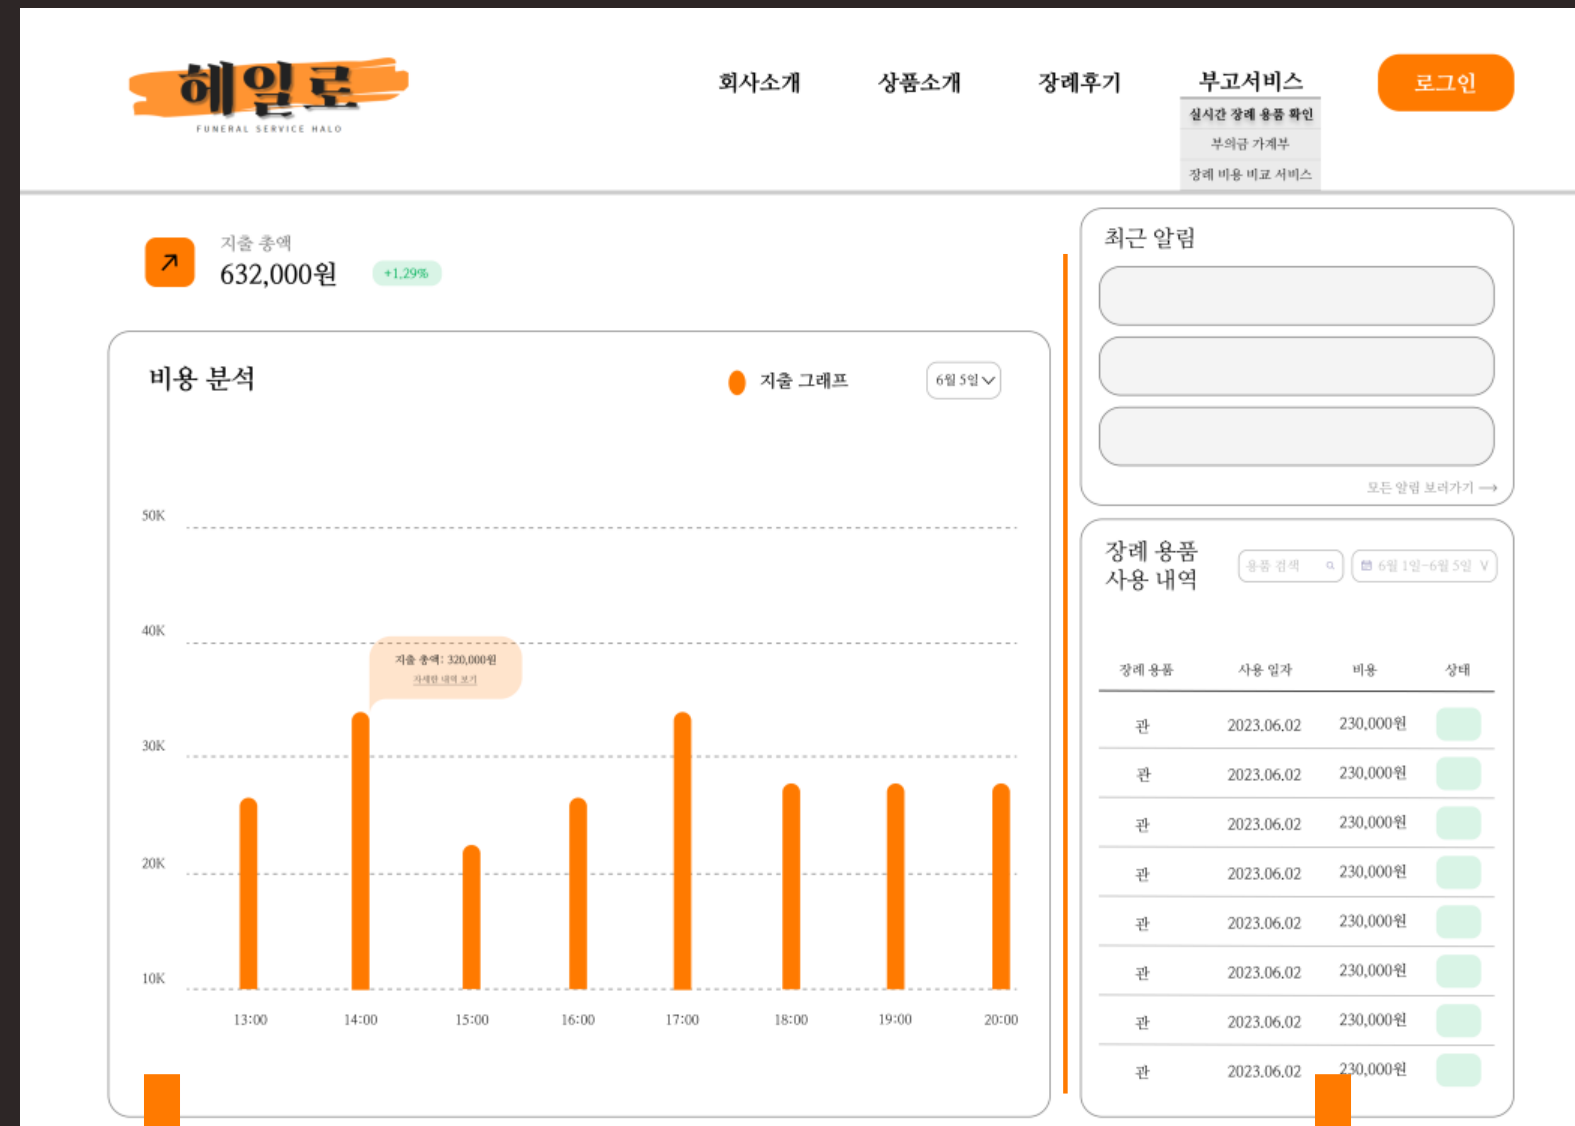 헤일로
FUNERAL SERVICE HALO
회사소개
상품소개
장례후기
부고서비스
로그인
실시간 장례 용품 확인
부의금 가계부
장례 비용 비교 서비스
지출 총액
632,000원
+1.29%
비용 분석
지출 그래프
6월 5일
50K
40K
30K
20K
10K
지출 총액: 320,000원
자세한 내역 보기
13:00
14:00
15:00
16:00
17:00
18:00
19:00
20:00
최근 알림
모든 알림 보러가기 →
장례 용품
사용 내역
용품 검색
6월 1일-6월 5일 V
장례 용품 사용 일자 비용 상태
관 2023.06.02 230,000원
관 2023.06.02 230,000원
관 2023.06.02 230,000원
관 2023.06.02 230,000원
관 2023.06.02 230,000원
관 2023.06.02 230,000원
관 2023.06.02 230,000원
관 2023.06.02 230,000원